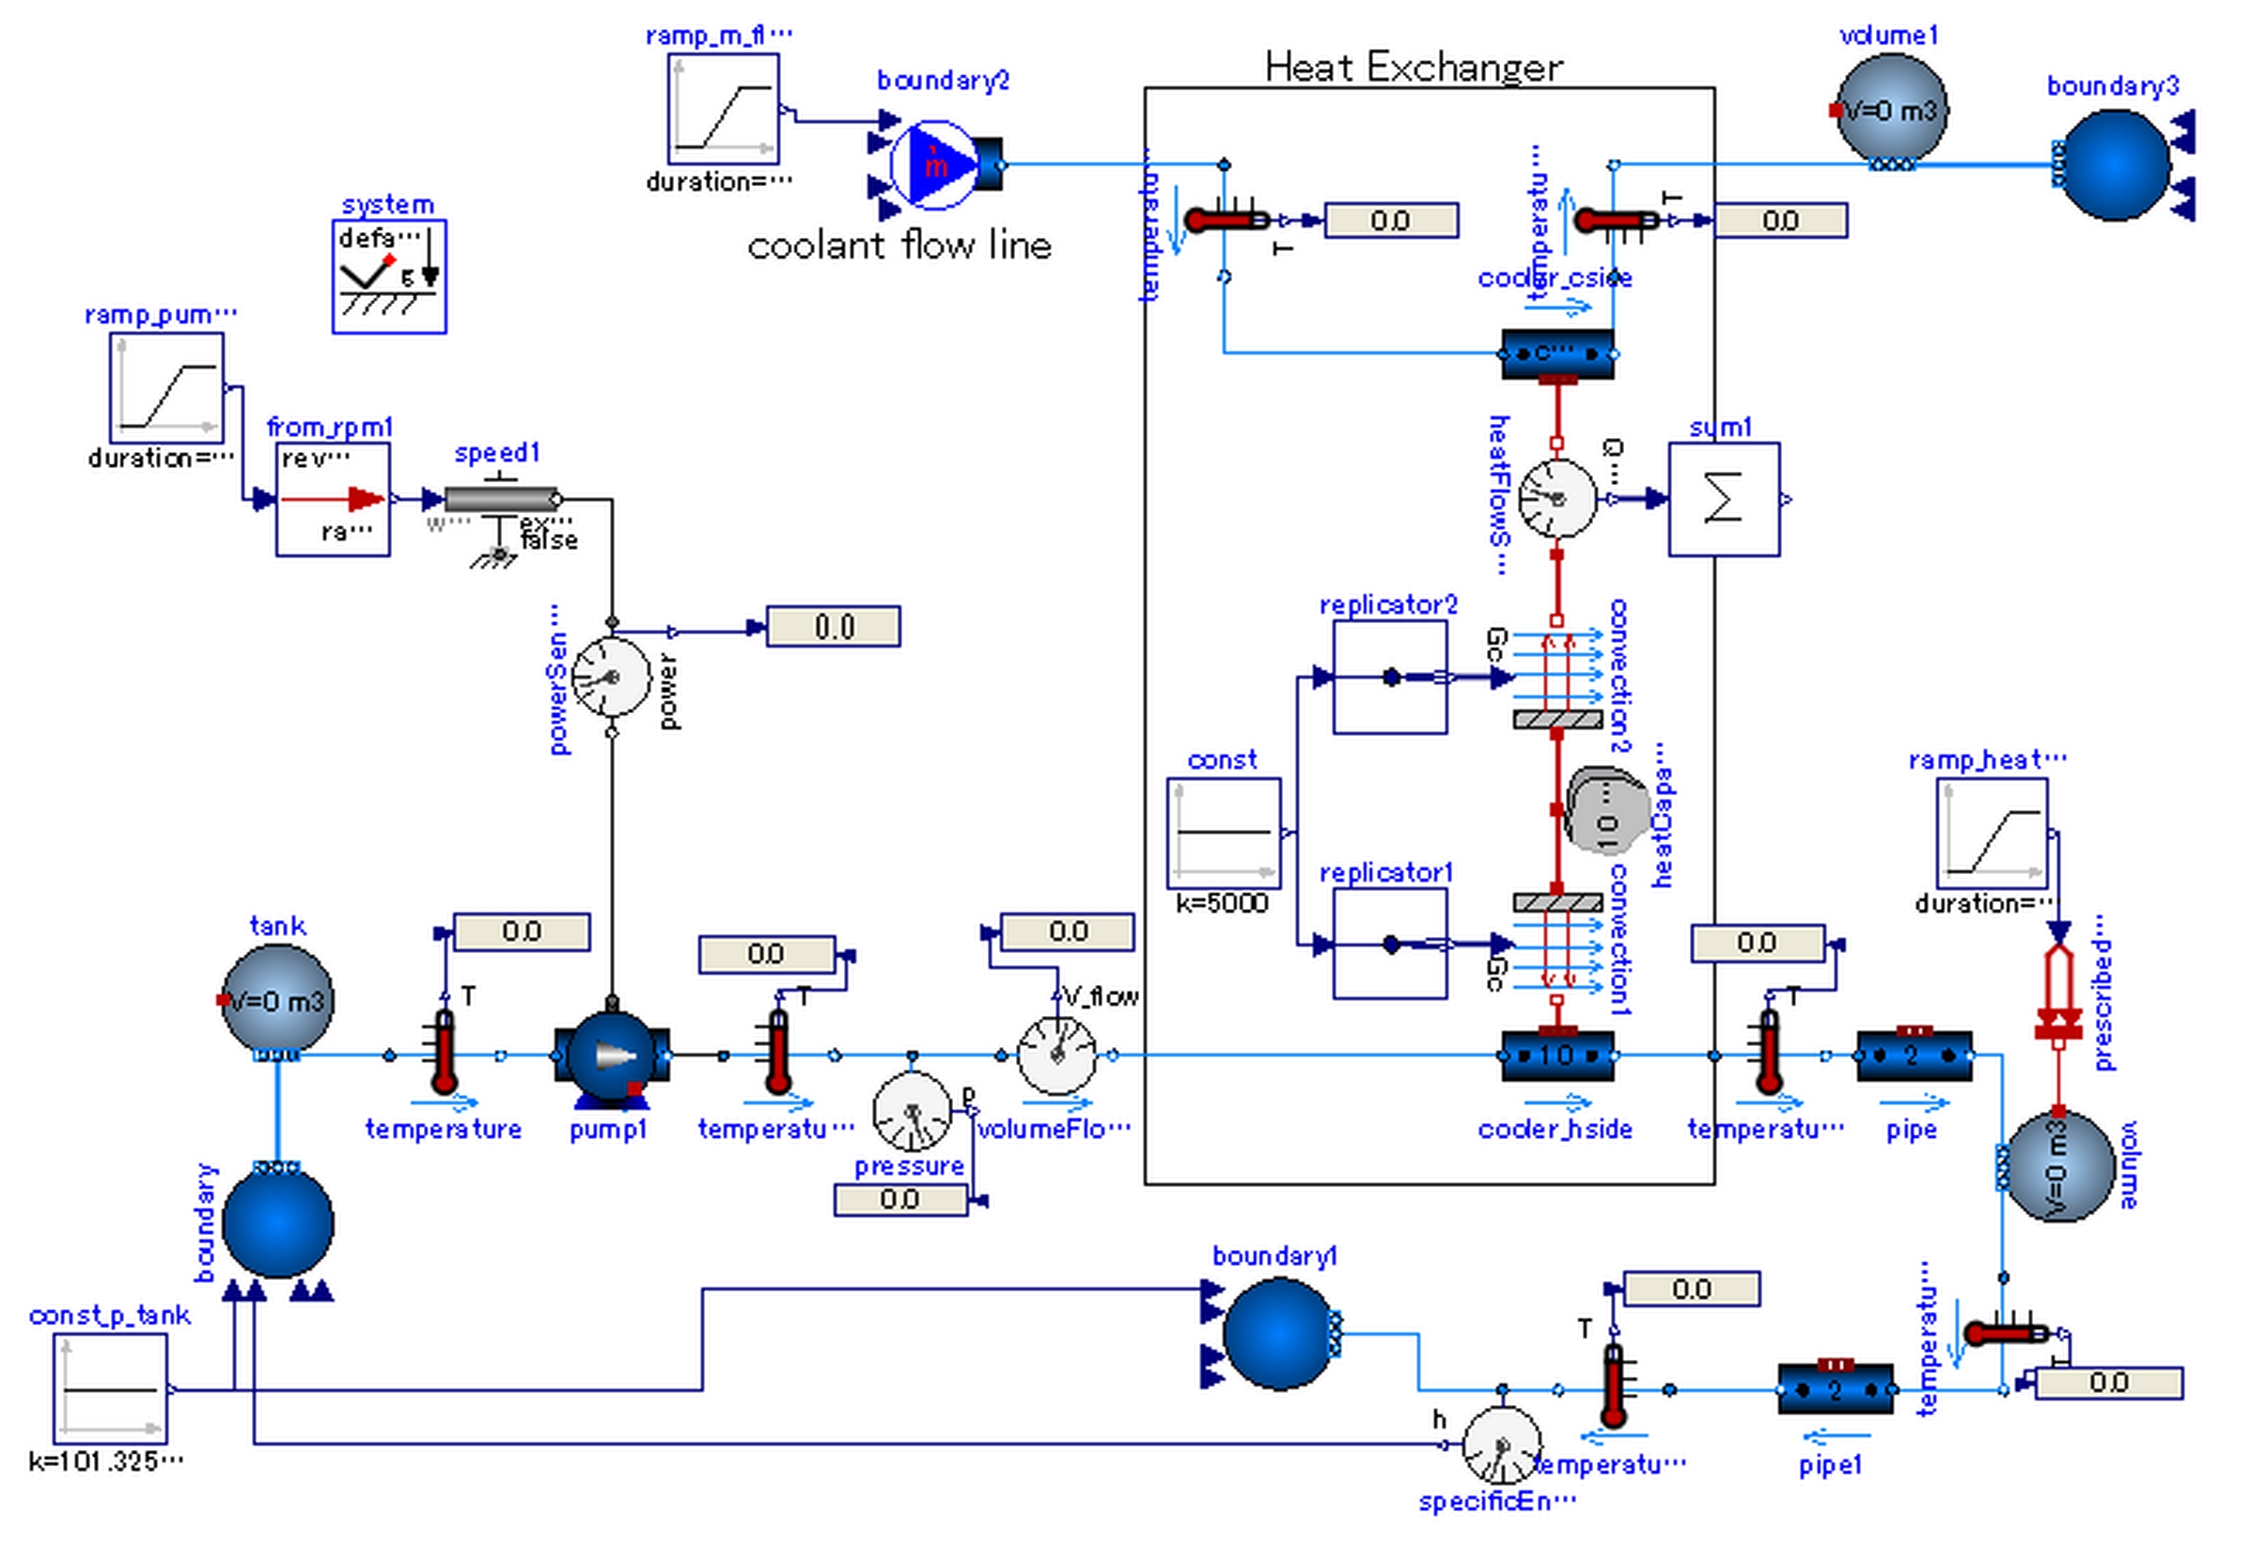 ramp_m_fl…
duration=…
boundary2
ṁ
coolant flow line
Heat Exchanger
volume1
V=0 m3
boundary3
system
defa…
g
temperatu…
T
0.0
temperatu…
T
0.0
cooler_cside
c…
ramp_pum…
duration=…
from_rpm1
rev…
ra…
speed1
w…
ex…
false
heatFlowS…
Q…
sum1
Σ
powerSen…
power
0.0
replicator2
Gc
convection2
const
k=5000
10…
heatCapa…
replicator1
Gc
convection1
ramp_heat…
duration=…
prescribed…
tank
V=0 m3
0.0
T
temperature
pump1
0.0
T
temperatu…
pressure
p
0.0
0.0
V_flow
volumeFlo…
10
cooler_hside
0.0
T
temperatu…
2
pipe
V=0 m3
volume
boundary
const_p_tank
k=101.325…
boundary1
h
specificEn…
0.0
T
temperatu…
2
pipe1
temperatu…
T
0.0